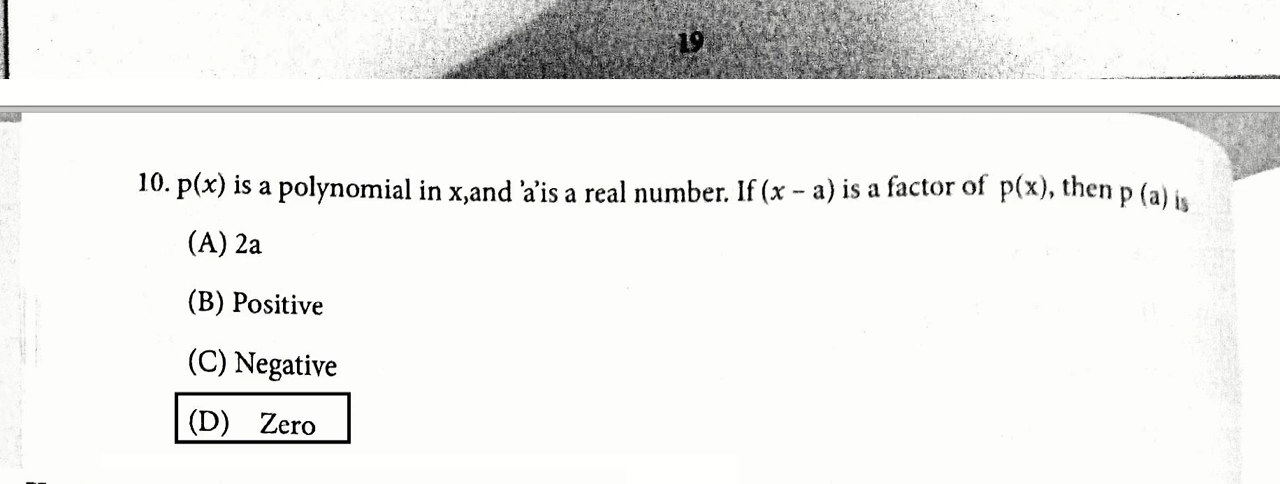 19
10. p(x) is a polynomial in x,and 'a'is a real number. If (x – a) is a factor of p(x), then p (a) is
(A) 2a
(B) Positive
(C) Negative
(D) Zero